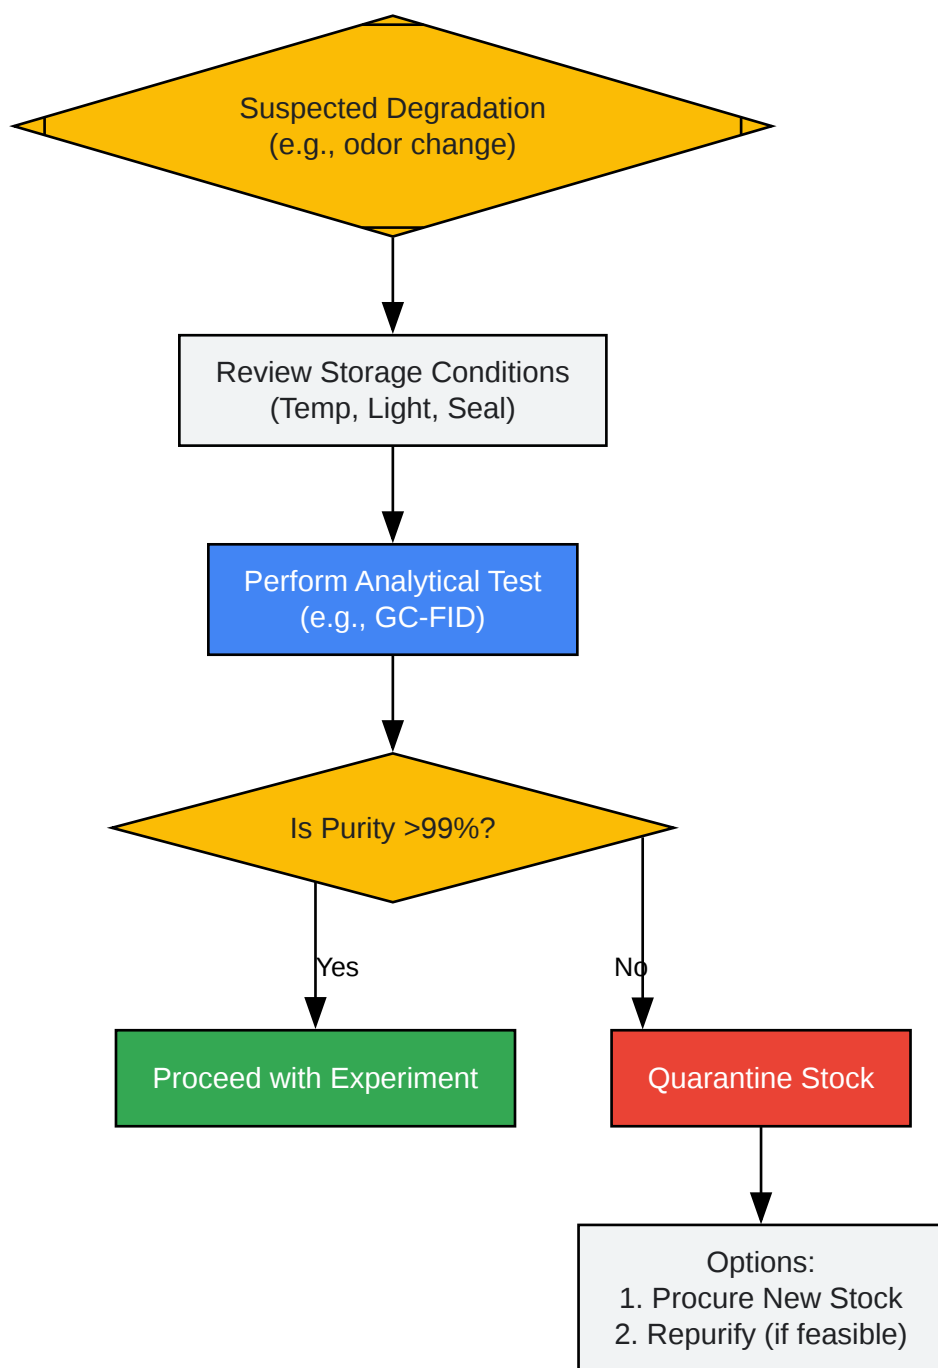 Suspected Degradation
(e.g., odor change)
Review Storage Conditions
(Temp, Light, Seal)
Perform Analytical Test
(e.g., GC-FID)
Is Purity >99%?
Yes
No
Proceed with Experiment
Quarantine Stock
Options:
1. Procure New Stock
2. Repurify (if feasible)